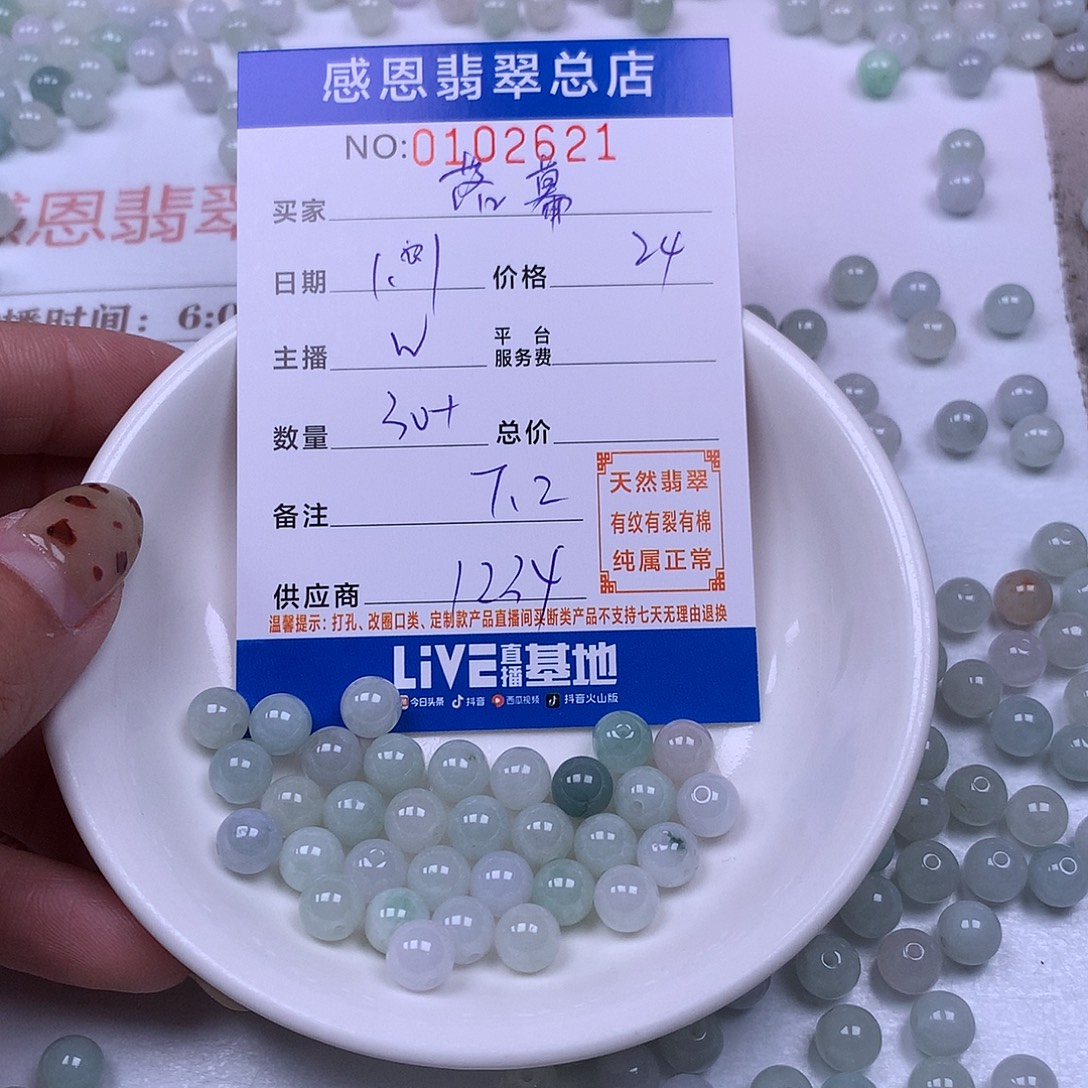 感恩翡翠总店
NO:0102621
买家 落幕
日期 价格 24
主播 W 平台服务费
数量 30+ 总价
备注 7.2
供应商 1234
天然翡翠
有纹有裂有棉
纯属正常
温馨提示：打孔、改圈口类、定制款产品直播间买断类产品不支持七天无理由退换
LiVE直播基地
今日头条 抖音 西瓜视频 抖音火山版
感恩翡翠
播时间：6:0